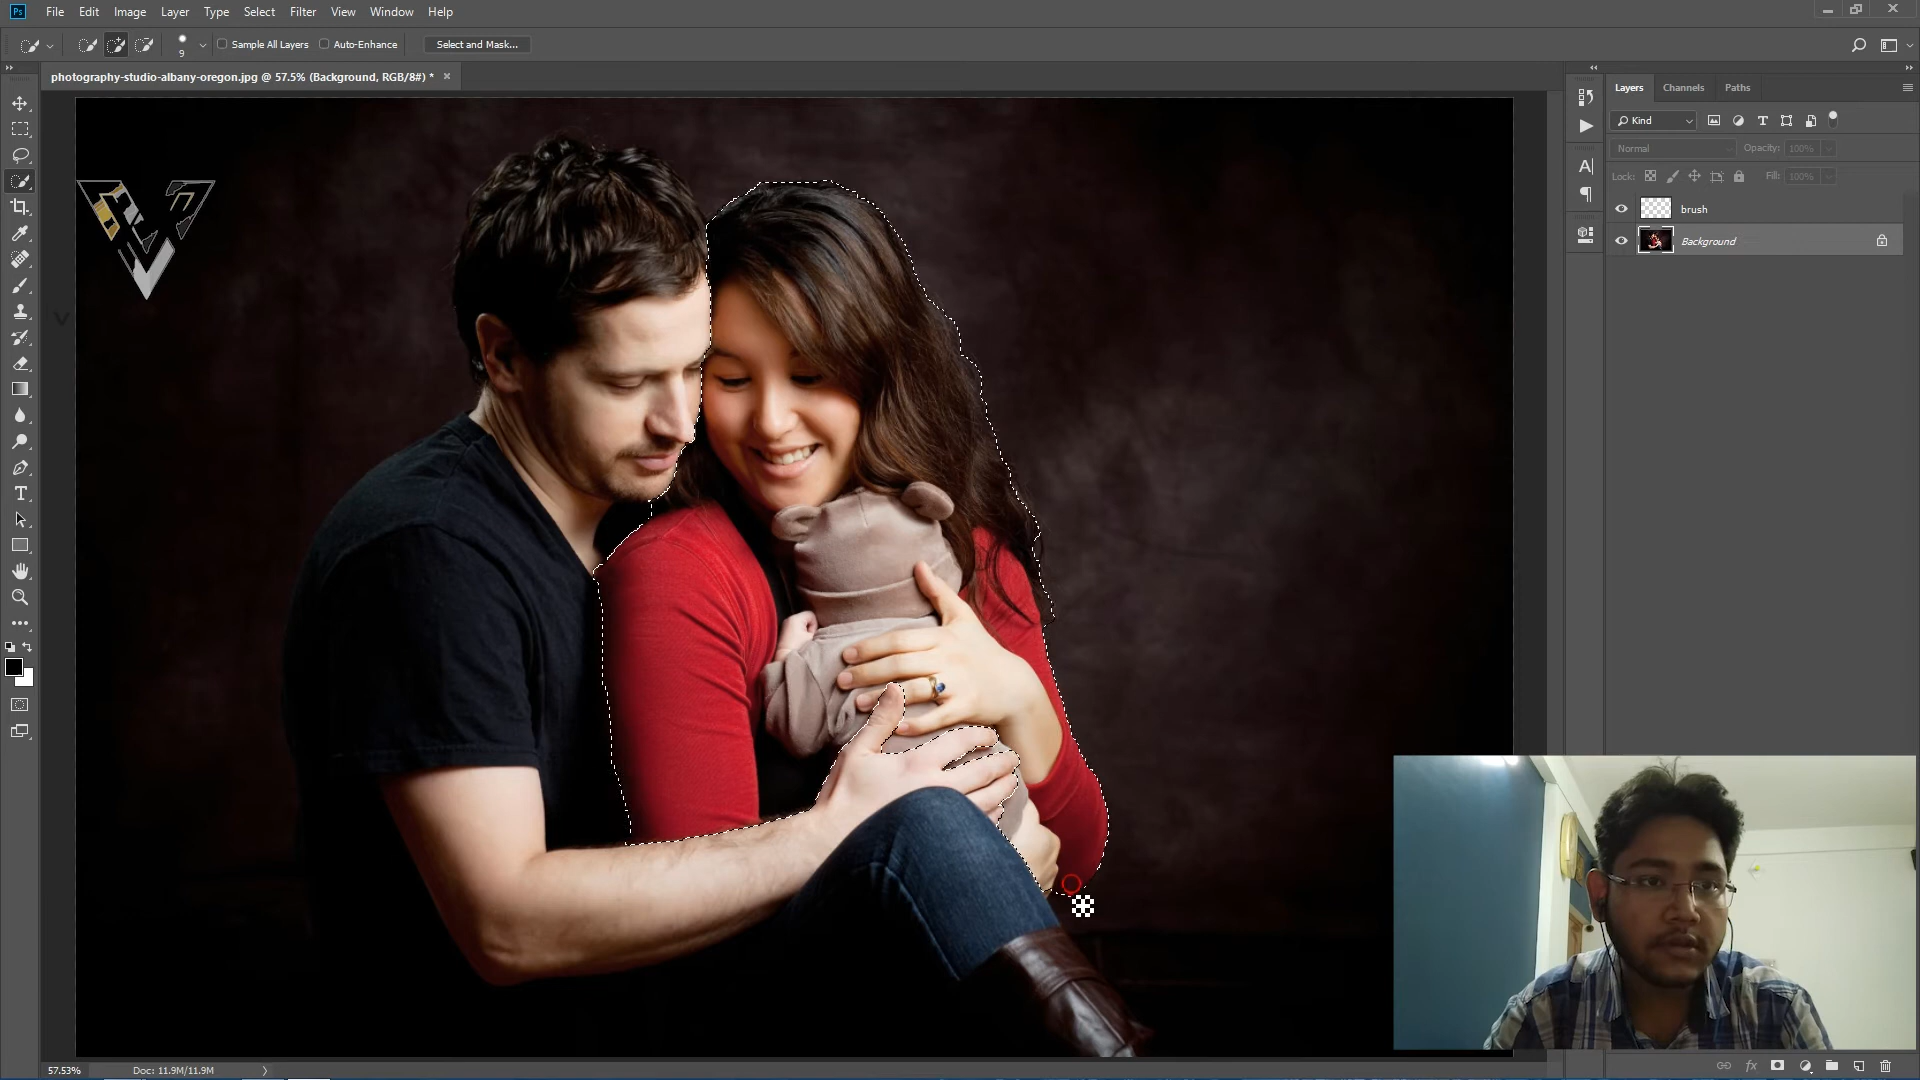 Ps File Edit Image Layer Type Select Filter View Window Help
9 Sample All Layers Auto-Enhance Select and Mask...
photography-studio-albany-oregon.jpg @ 57.5% (Background, RGB/8#) * ×
Layers Channels Paths
Kind
Normal Opacity: 100%
Lock: Fill: 100%
brush
Background
57.53% Doc: 11.9M/11.9M